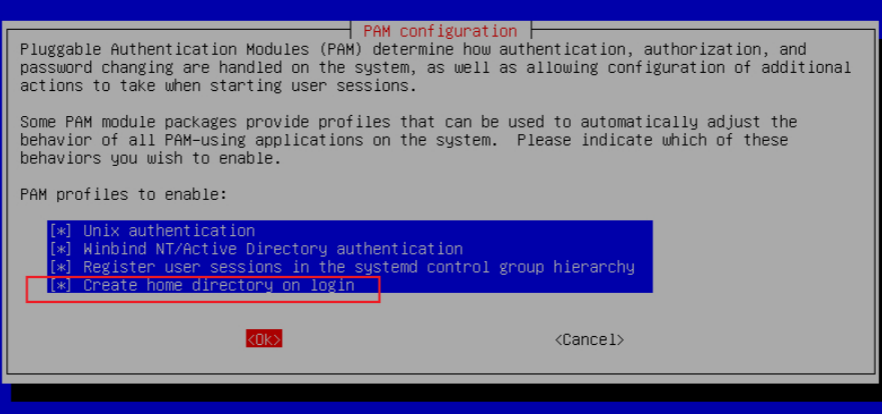 PAM configuration
Pluggable Authentication Modules (PAM) determine how authentication, authorization, and
password changing are handled on the system, as well as allowing configuration of additional
actions to take when starting user sessions.
Some PAM module packages provide profiles that can be used to automatically adjust the
behavior of all PAM-using applications on the system.  Please indicate which of these
behaviors you wish to enable.
PAM profiles to enable:
[*] Unix authentication
[*] Winbind NT/Active Directory authentication
[*] Register user sessions in the systemd control group hierarchy
[*] Create home directory on login
<Ok> <Cancel>